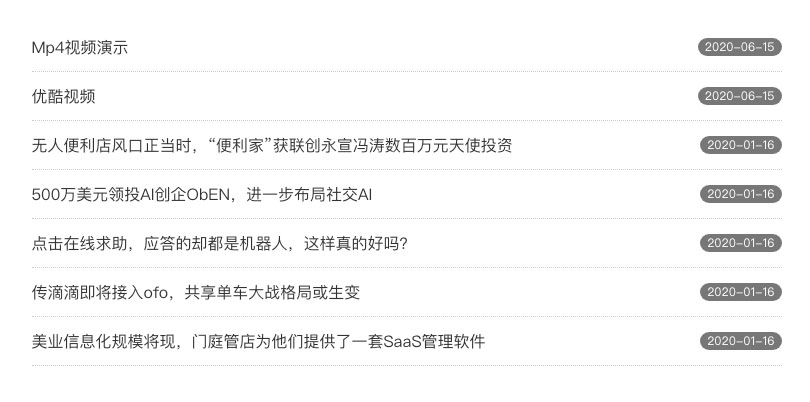 Mp4视频演示 2020-06-15
优酷视频 2020-06-15
无人便利店风口正当时，“便利家”获联创永宣冯涛数百万元天使投资 2020-01-16
500万美元领投AI创企ObEN，进一步布局社交AI 2020-01-16
点击在线求助，应答的却都是机器人，这样真的好吗？ 2020-01-16
传滴滴即将接入ofo，共享单车大战格局或生变 2020-01-16
美业信息化规模将现，门庭管店为他们提供了一套SaaS管理软件 2020-01-16